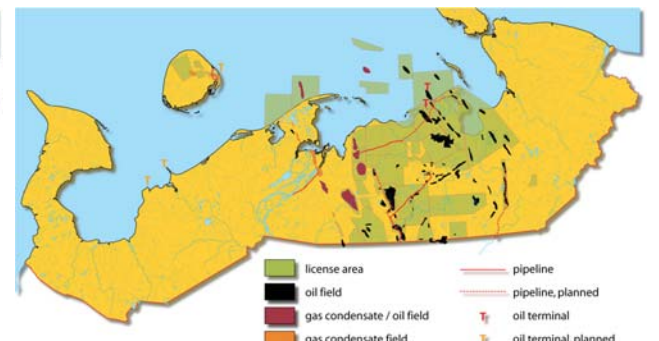 license area
oil field
gas condensate / oil field
gas condensate field
pipeline
pipeline, planned
T oil terminal
T oil terminal, planned